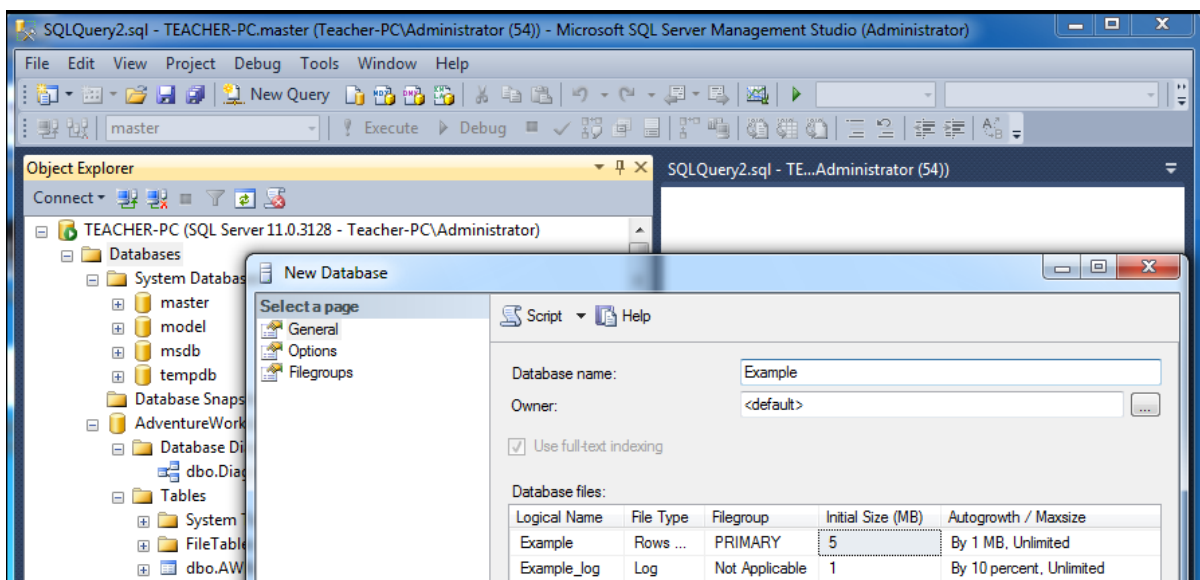 SQLQuery2.sql - TEACHER-PC.master (Teacher-PC\Administrator (54)) - Microsoft SQL Server Management Studio (Administrator)
File Edit View Project Debug Tools Window Help
New Query
master Execute Debug
Object Explorer
SQLQuery2.sql - TE...Administrator (54))
Connect
TEACHER-PC (SQL Server 11.0.3128 - Teacher-PC\Administrator)
Databases
System Databas
master
model
msdb
tempdb
Database Snaps
AdventureWork
Database Di
dbo.Diag
Tables
System
FileTable
dbo.AW
New Database
Select a page
General
Options
Filegroups
Script Help
Database name: Example
Owner: <default> ...
Use full-text indexing
Database files:
Logical Name File Type Filegroup Initial Size (MB) Autogrowth / Maxsize
Example Rows ... PRIMARY 5 By 1 MB, Unlimited
Example_log Log Not Applicable 1 By 10 percent, Unlimited